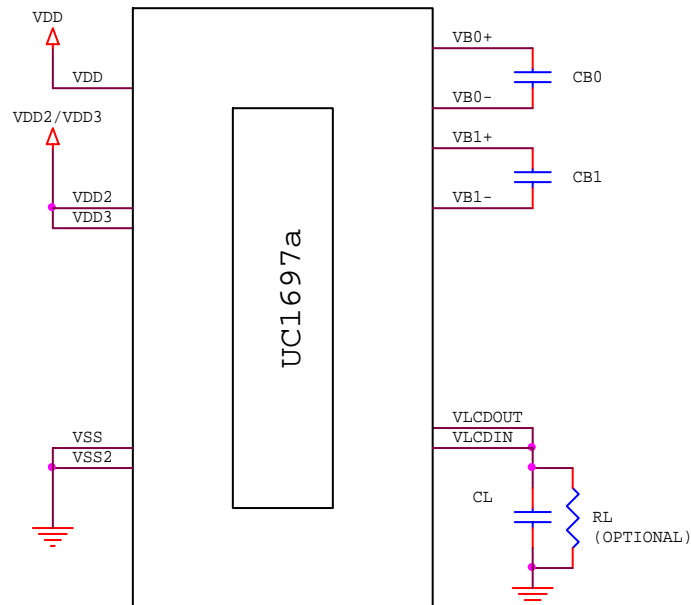 VDD
VDD
VDD2/VDD3
VDD2
VDD3
VSS
VSS2
UC1697a
VB0+
VB0-
CB0
VB1+
VB1-
CB1
VLCDOUT
VLCDIN
CL
RL
(OPTIONAL)